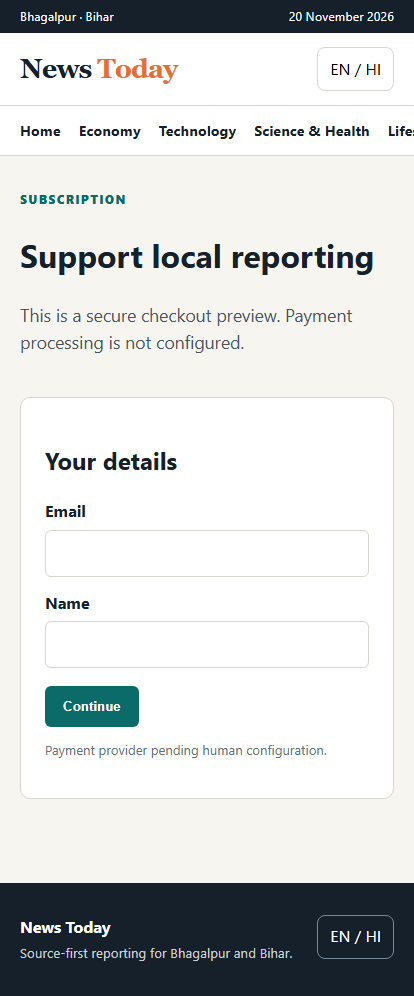 Bhagalpur · Bihar 20 November 2026
News Today EN / HI
Home Economy Technology Science & Health Lifes
SUBSCRIPTION
Support local reporting
This is a secure checkout preview. Payment
processing is not configured.
Your details
Email
Name
Continue
Payment provider pending human configuration.
News Today
EN / HI
Source-first reporting for Bhagalpur and Bihar.